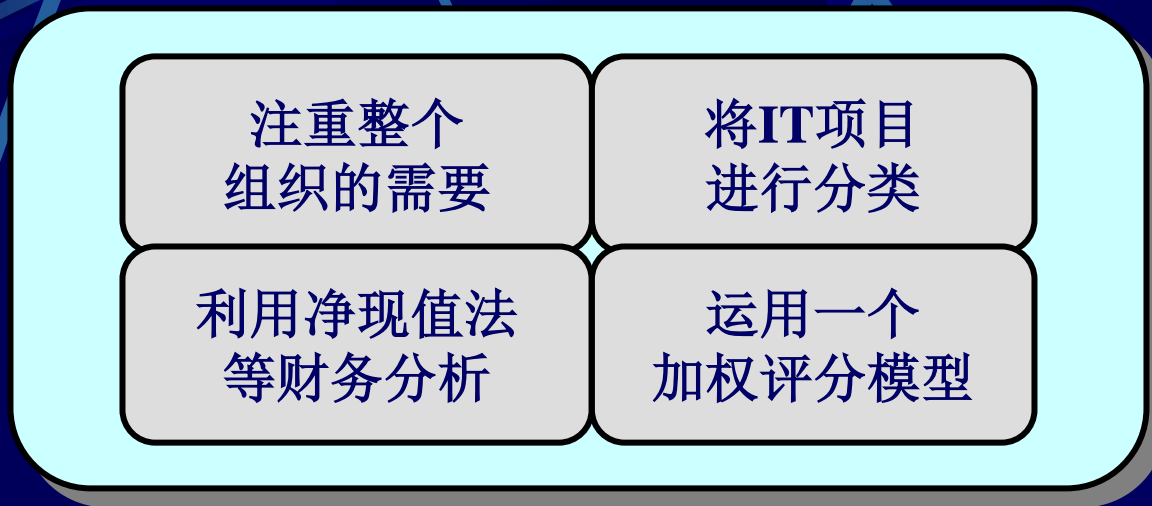 注重整个
组织的需要
将IT项目
进行分类
利用净现值法
等财务分析
运用一个
加权评分模型